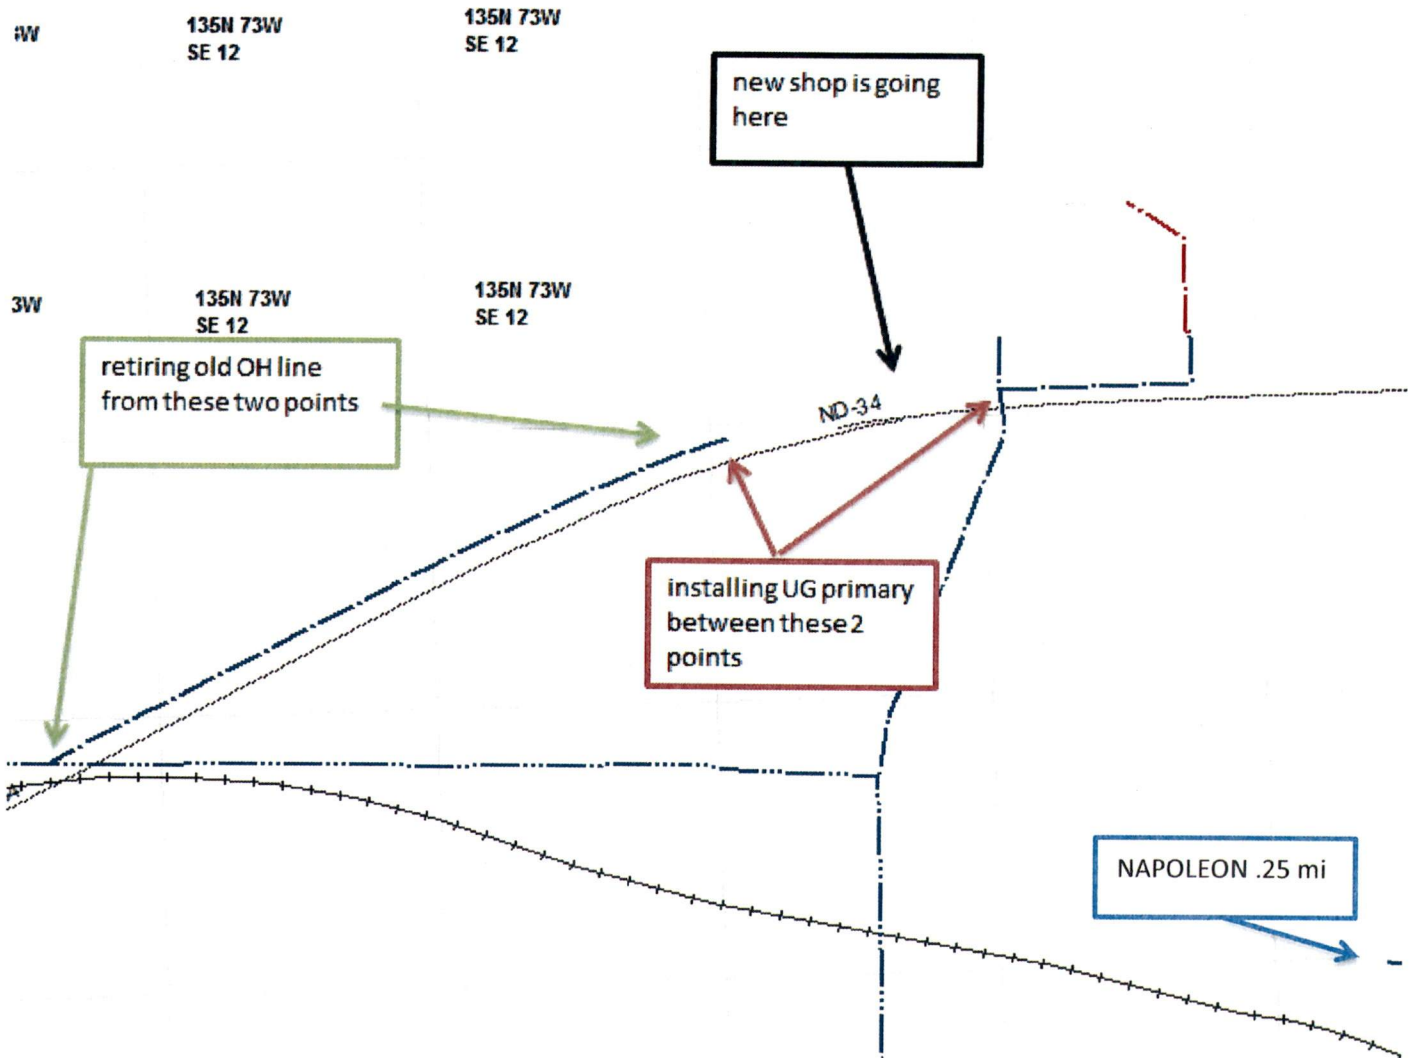 135N 73W
SE 12
135N 73W
SE 12
new shop is going
here
3W
135N 73W
SE 12
135N 73W
SE 12
retiring old OH line
from these two points
ND-34
installing UG primary
between these 2
points
NAPOLEON .25 mi